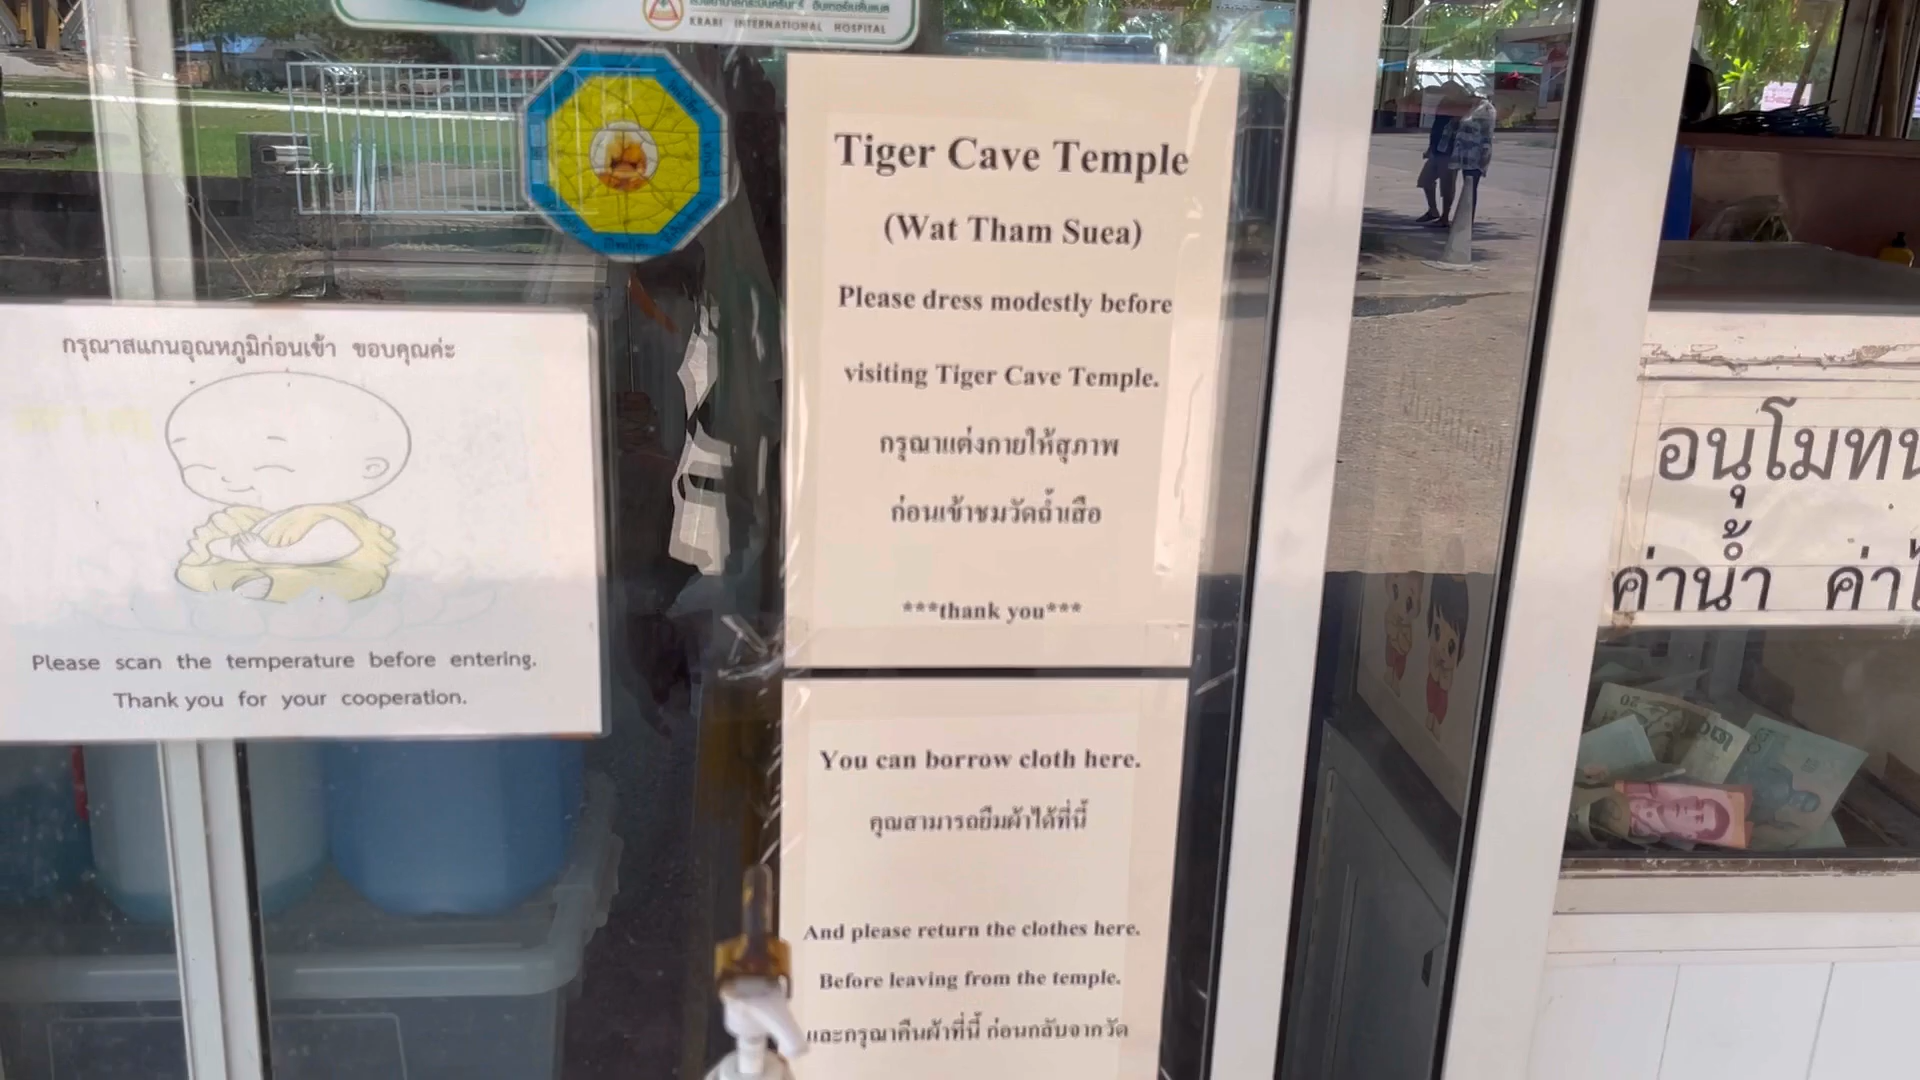 KRABI INTERNATIONAL HOSPITAL
Tiger Cave Temple
(Wat Tham Suea)
Please dress modestly before
visiting Tiger Cave Temple.
กรุณาแต่งกายให้สุภาพ
ก่อนเข้าชมวัดถ้ำเสือ
***thank you***
กรุณาสแกนอุณหภูมิก่อนเข้า ขอบคุณค่ะ
Please scan the temperature before entering.
Thank you for your cooperation.
You can borrow cloth here.
คุณสามารถยืมผ้าได้ที่นี้
And please return the clothes here.
Before leaving from the temple.
และกรุณาคืนผ้าที่นี้ ก่อนกลับจากวัด
อนุโมทน
ค่าน้ำ ค่า
20